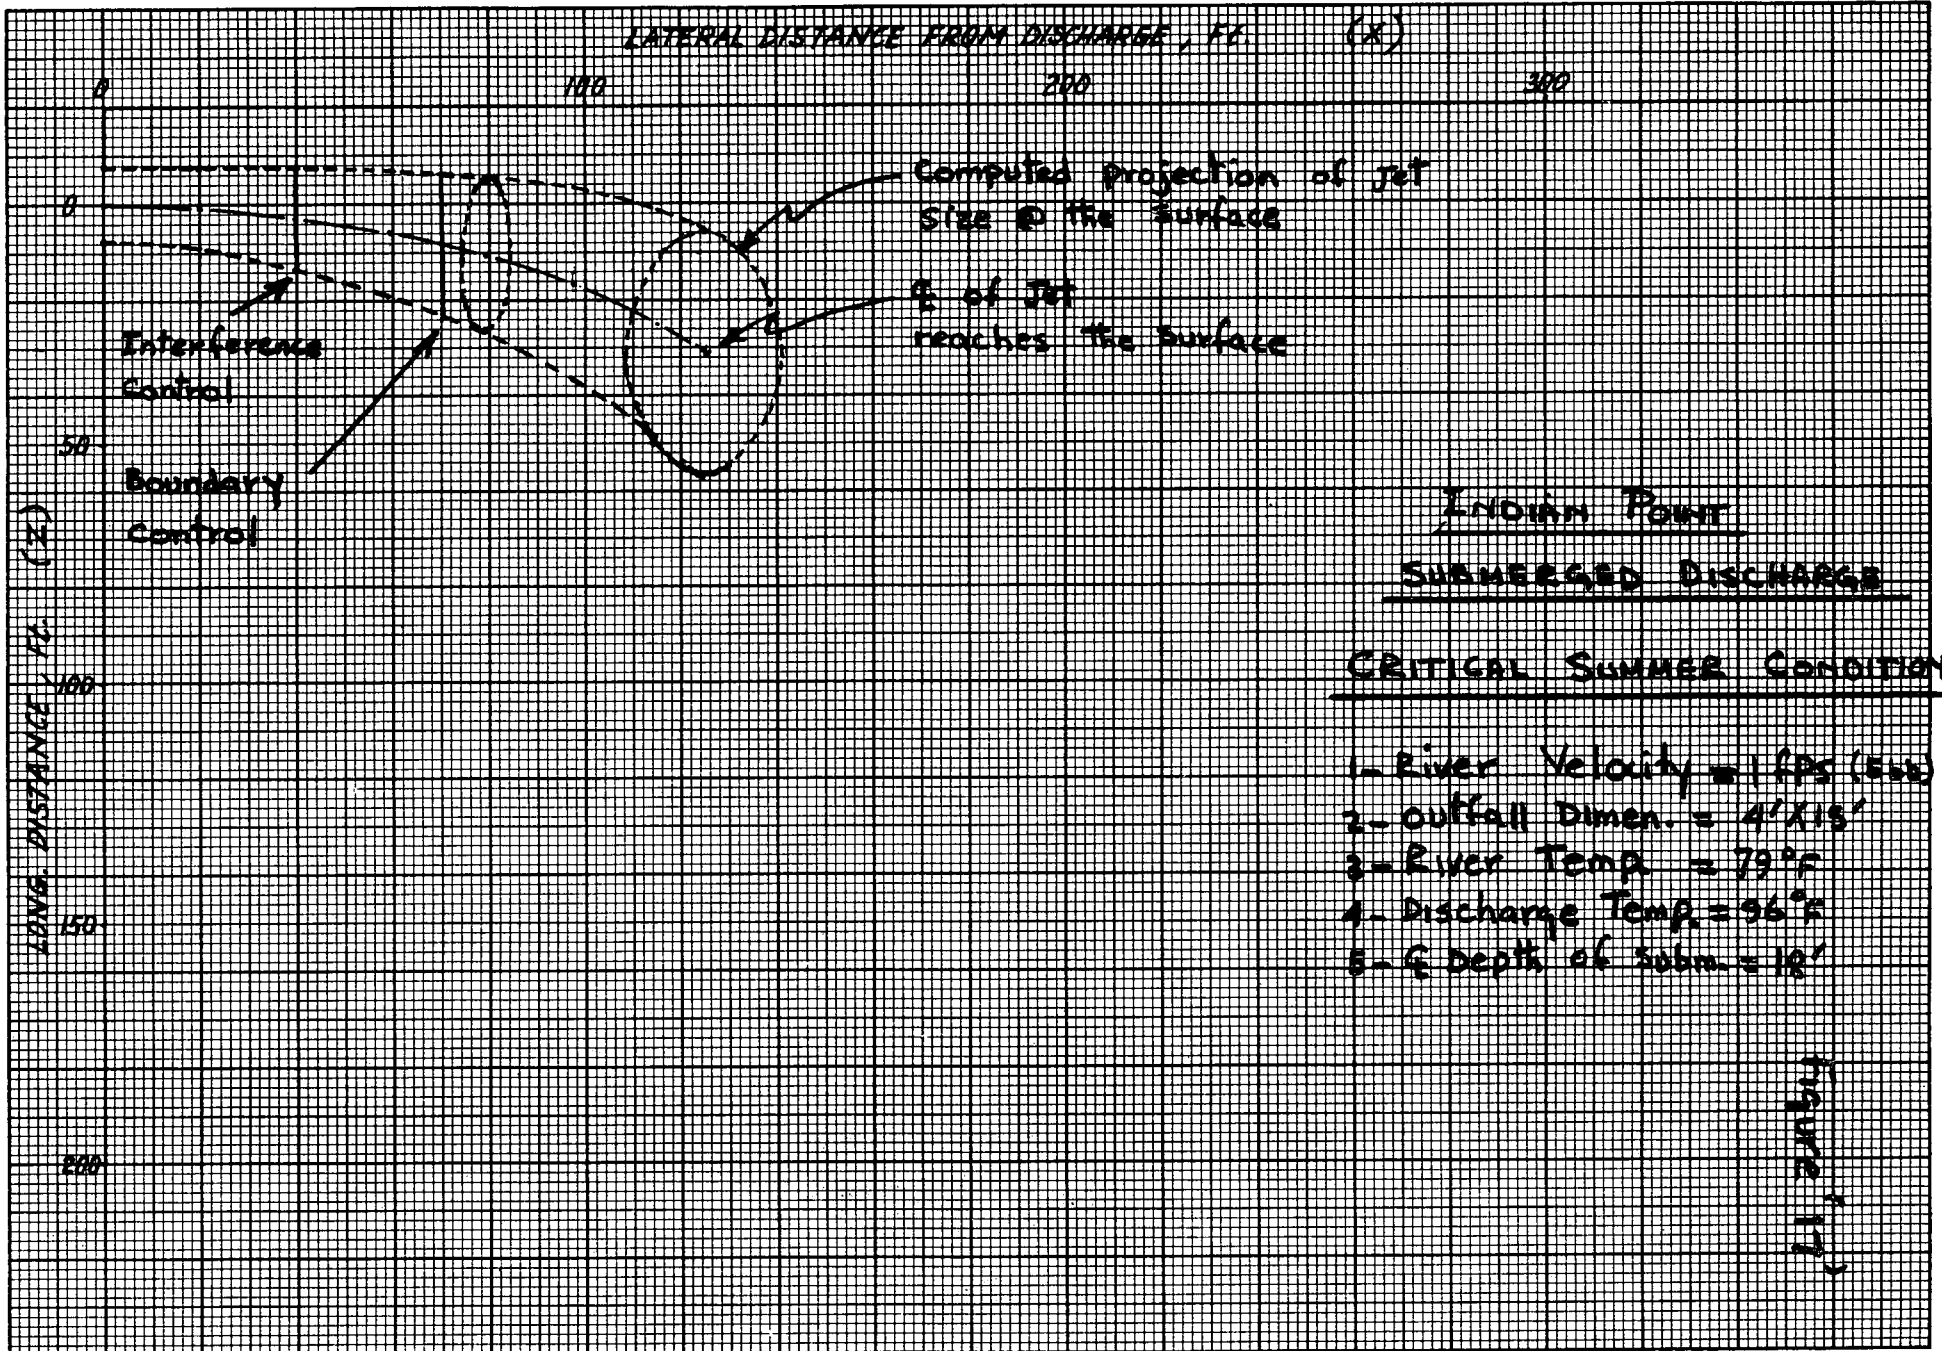 LATERAL DISTANCE FROM DISCHARGE, Ft. (X)
0 100 200 300
Computed projection of Jet
size @ the surface
0
℄ of Jet
reaches the surface
Interference
Control
50
Boundary
Control
LONG. DISTANCE, Ft. (Z)
100
150
200
INDIAN POINT
SUBMERGED DISCHARGE
CRITICAL SUMMER CONDITION
1- River Velocity = 1 fps (Ebb)
2- Outfall Dimen. = 4'X15'
3- River Temp. = 79°F
4- Discharge Temp. = 96°F
5- ℄ Depth of Subm. = 18'